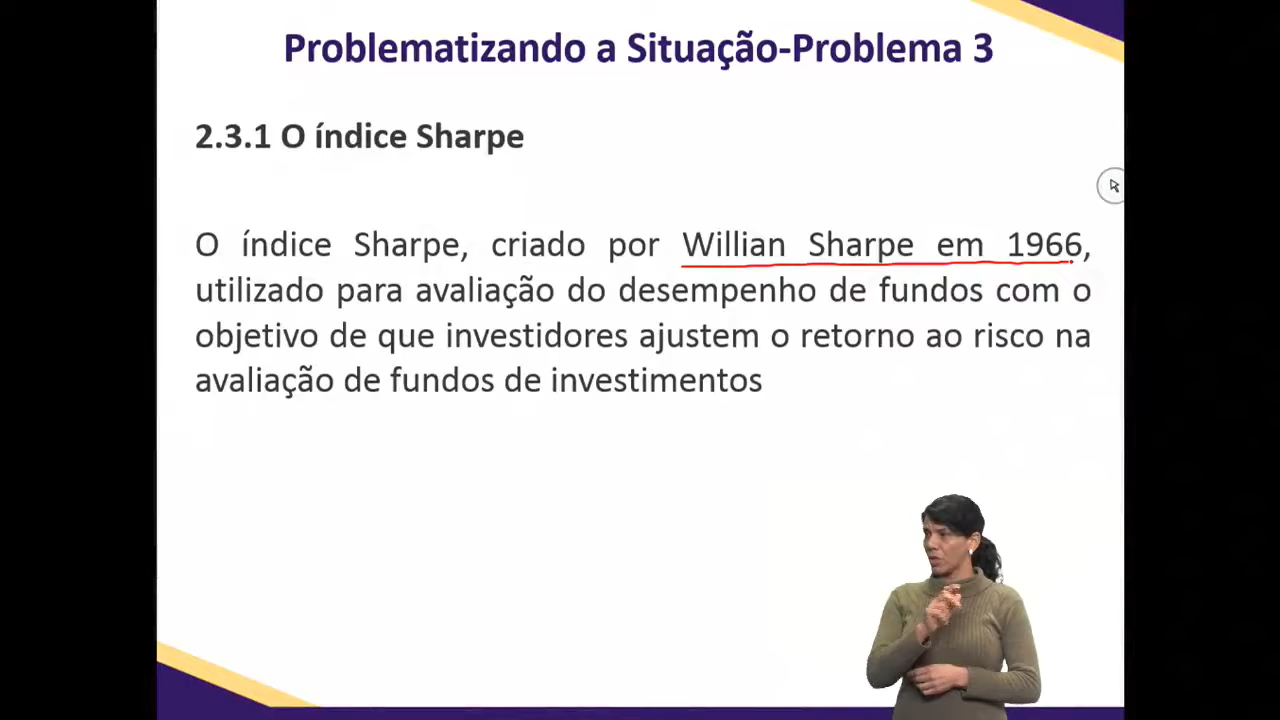 Problematizando a Situação-Problema 3
2.3.1 O índice Sharpe
O índice Sharpe, criado por Willian Sharpe em 1966,
utilizado para avaliação do desempenho de fundos com o
objetivo de que investidores ajustem o retorno ao risco na
avaliação de fundos de investimentos